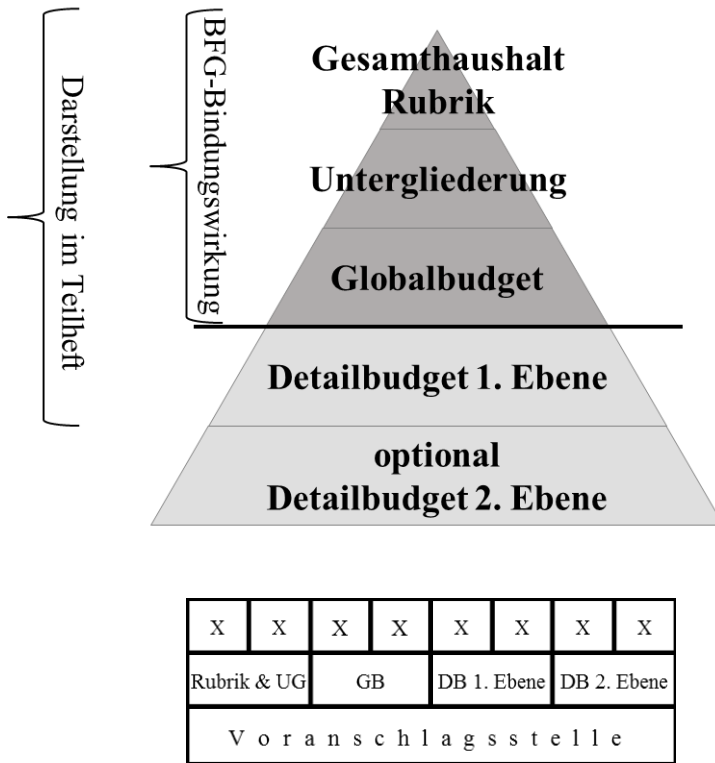 Darstellung im Teilheft
BFG-Bindungswirkung
Gesamthaushalt
Rubrik
Untergliederung
Globalbudget
Detailbudget 1. Ebene
optional
Detailbudget 2. Ebene
X X X X X X X X
Rubrik & UG GB DB 1. Ebene DB 2. Ebene
Voranschlagsstelle